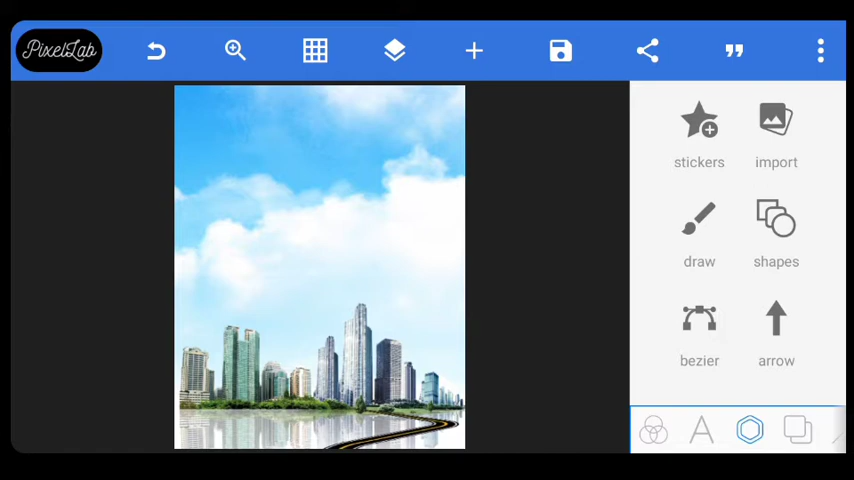 PixelLab
stickers
import
draw
shapes
bezier
arrow